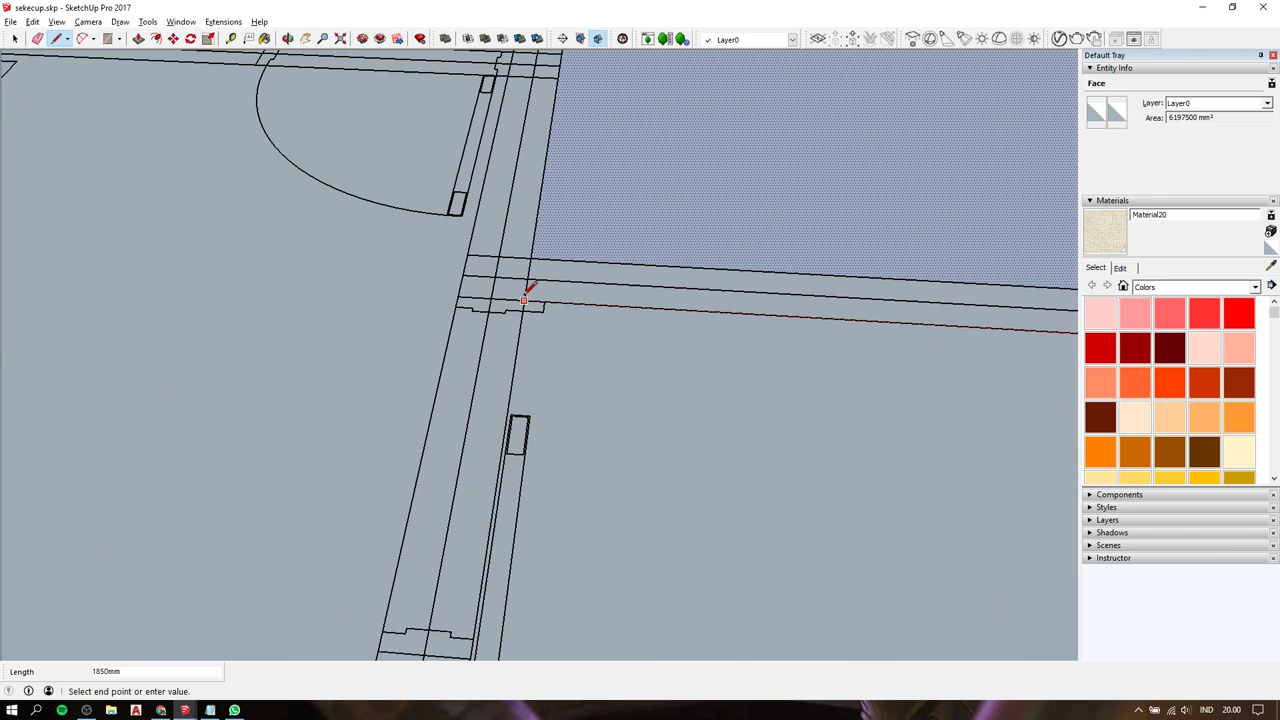 sekecup.skp - SketchUp Pro 2017
File Edit View Camera Draw Tools Window Extensions Help
Layer0
Default Tray
Entity Info
Face
Layer: Layer0
Area: 6197500 mm²
Materials
Material20
Select Edit
Colors
Components
Styles
Layers
Shadows
Scenes
Instructor
Length 1850mm
Select end point or enter value.
IND 20.00